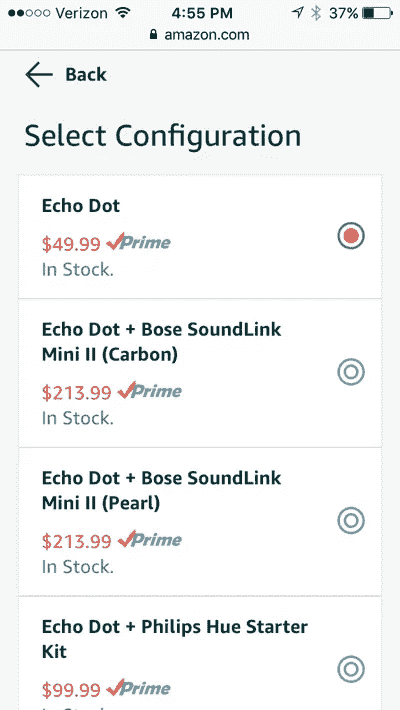 Verizon 4:55 PM 37%
amazon.com
Back
Select Configuration
Echo Dot
$49.99 Prime
In Stock.
Echo Dot + Bose SoundLink
Mini II (Carbon)
$213.99 Prime
In Stock.
Echo Dot + Bose SoundLink
Mini II (Pearl)
$213.99 Prime
In Stock.
Echo Dot + Philips Hue Starter
Kit
$99.99 Prime